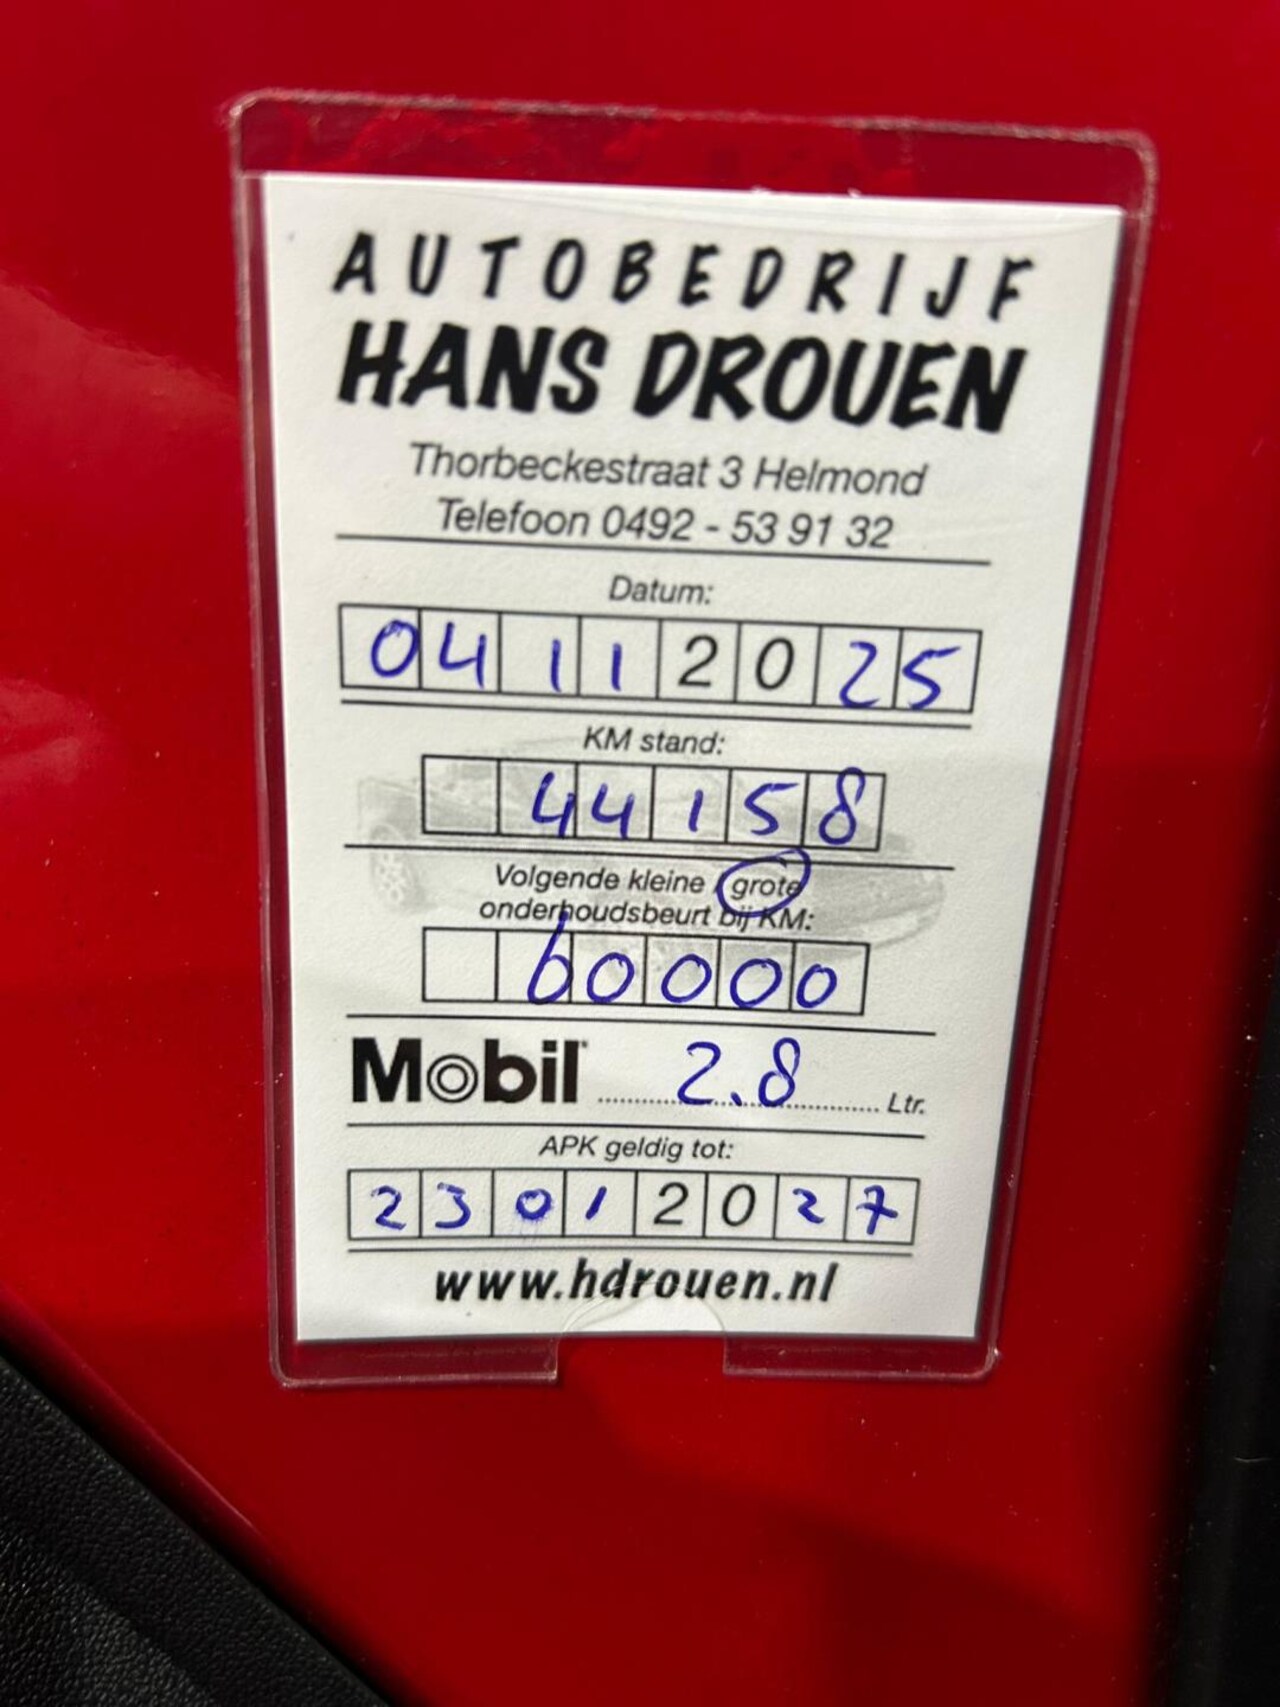 AUTOBEDRIJF
HANS DROUEN
Thorbeckestraat 3 Helmond
Telefoon 0492 - 53 91 32
Datum:
04 11 2025
KM stand:
44158
Volgende kleine / grote
onderhoudsbeurt bij KM:
60000
Mobil 2.8 Ltr.
APK geldig tot:
23 01 2027
www.hdrouen.nl